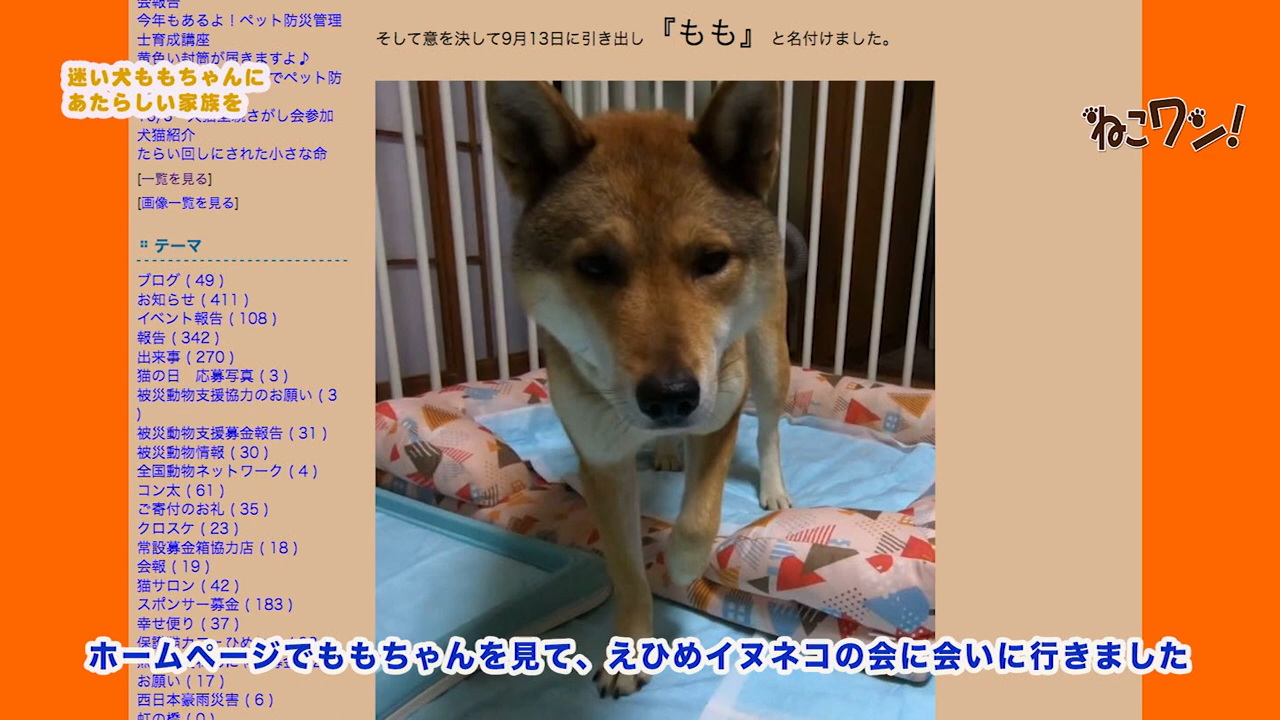 会報告
今年もあるよ！ペット防災管理
士育成講座
黄色い封筒が届きますよ♪
でペット防
犬猫紹介
たらい回しにされた小さな命
[一覧を見る]
[画像一覧を見る]
テーマ
ブログ ( 49 )
お知らせ ( 411 )
イベント報告 ( 108 )
報告 ( 342 )
出来事 ( 270 )
猫の日　応募写真 ( 3 )
被災動物支援協力のお願い ( 3
)
被災動物支援募金報告 ( 31 )
被災動物情報 ( 30 )
全国動物ネットワーク ( 4 )
コン太 ( 61 )
ご寄付のお礼 ( 35 )
クロスケ ( 23 )
常設募金箱協力店 ( 18 )
会報 ( 19 )
猫サロン ( 42 )
スポンサー募金 ( 183 )
幸せ便り ( 37 )
お願い ( 17 )
西日本豪雨災害 ( 6 )
虹の橋 ( 0 )
迷い犬ももちゃんに
あたらしい家族を
そして意を決して9月13日に引き出し 『もも』 と名付けました。
ねこワン！
ホームページでももちゃんを見て、えひめイヌネコの会に会いに行きました